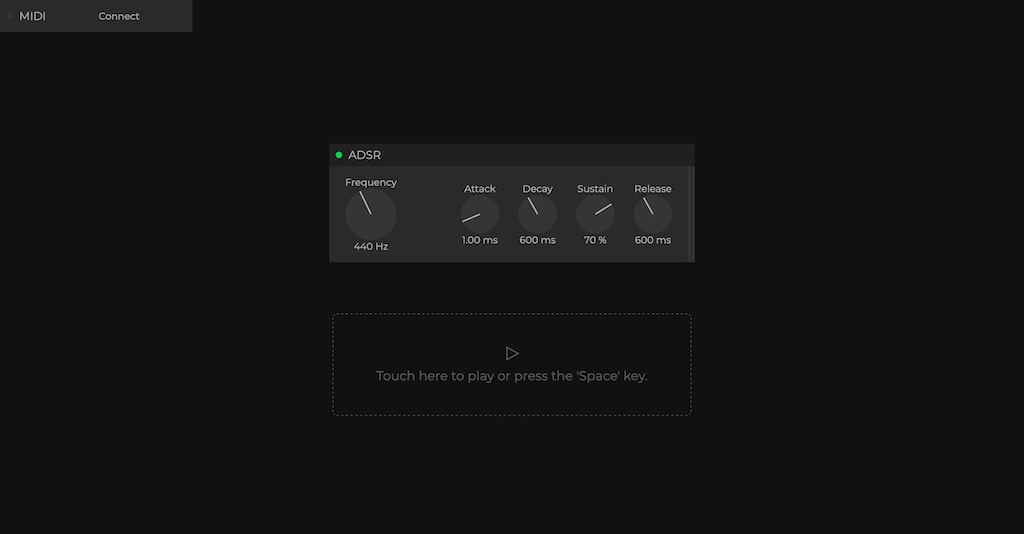 MIDI Connect
ADSR
Frequency Attack Decay Sustain Release
440 Hz 1.00 ms 600 ms 70 % 600 ms
Touch here to play or press the 'Space' key.